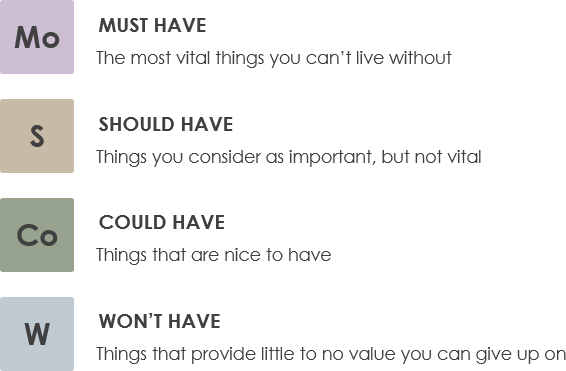 Mo
MUST HAVE
The most vital things you can’t live without
S
SHOULD HAVE
Things you consider as important, but not vital
Co
COULD HAVE
Things that are nice to have
W
WON’T HAVE
Things that provide little to no value you can give up on